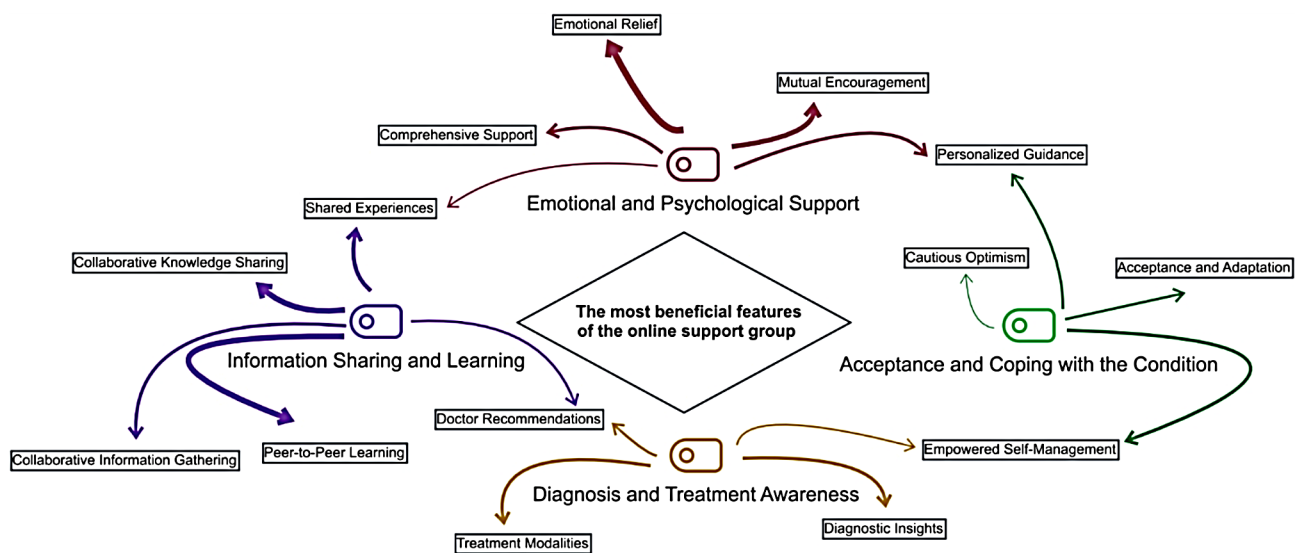 Emotional Relief
Mutual Encouragement
Comprehensive Support
Personalized Guidance
Emotional and Psychological Support
Shared Experiences
Collaborative Knowledge Sharing
Cautious Optimism
Acceptance and Adaptation
The most beneficial features
of the online support group
Information Sharing and Learning
Acceptance and Coping with the Condition
Doctor Recommendations
Collaborative Information Gathering
Peer-to-Peer Learning
Empowered Self-Management
Diagnosis and Treatment Awareness
Treatment Modalities
Diagnostic Insights